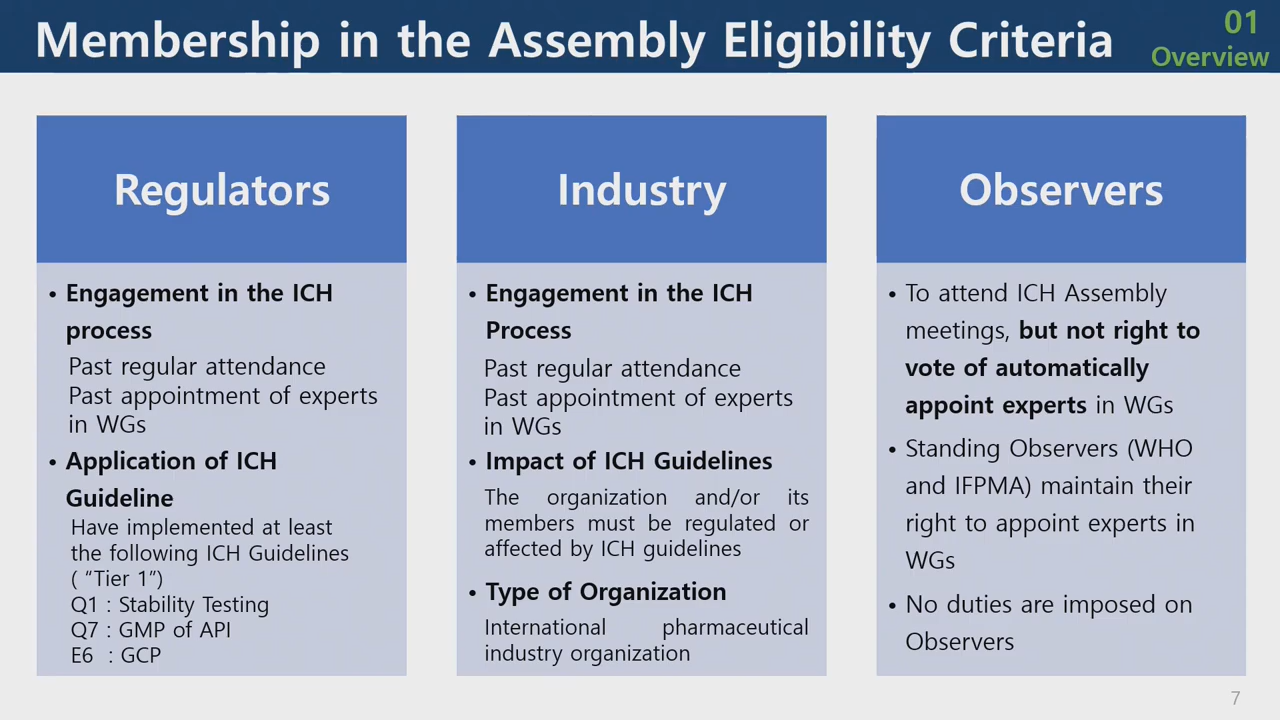 Membership in the Assembly Eligibility Criteria
01
Overview
Regulators
• Engagement in the ICH
process
Past regular attendance
Past appointment of experts
in WGs
• Application of ICH
Guideline
Have implemented at least
the following ICH Guidelines
( “Tier 1”)
Q1 : Stability Testing
Q7 : GMP of API
E6 : GCP
Industry
• Engagement in the ICH
Process
Past regular attendance
Past appointment of experts
in WGs
• Impact of ICH Guidelines
The organization and/or its
members must be regulated or
affected by ICH guidelines
• Type of Organization
International pharmaceutical
industry organization
Observers
• To attend ICH Assembly
meetings, but not right to
vote of automatically
appoint experts in WGs
• Standing Observers (WHO
and IFPMA) maintain their
right to appoint experts in
WGs
• No duties are imposed on
Observers
7